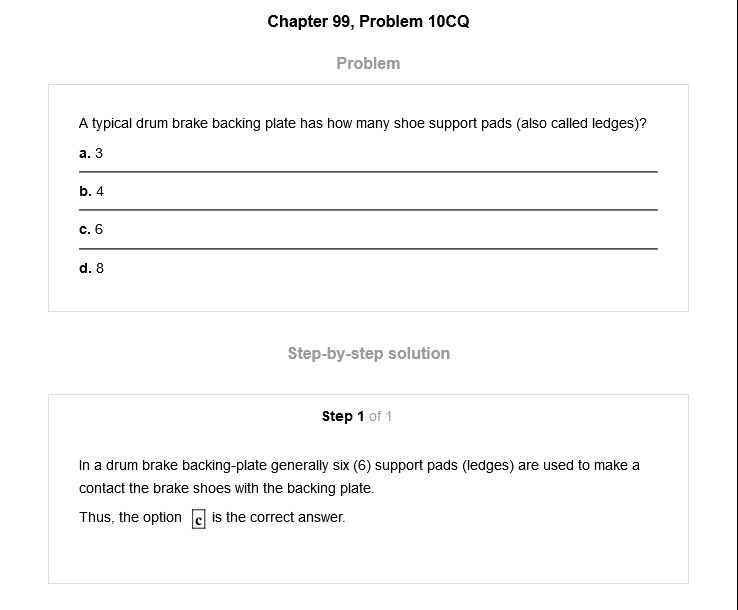 Chapter 99, Problem 10CQ
Problem
A typical drum brake backing plate has how many shoe support pads (also called ledges)?
a. 3
b. 4
c. 6
d. 8
Step-by-step solution
Step 1 of 1
In a drum brake backing-plate generally six (6) support pads (ledges) are used to make a
contact the brake shoes with the backing plate.
Thus, the option c is the correct answer.